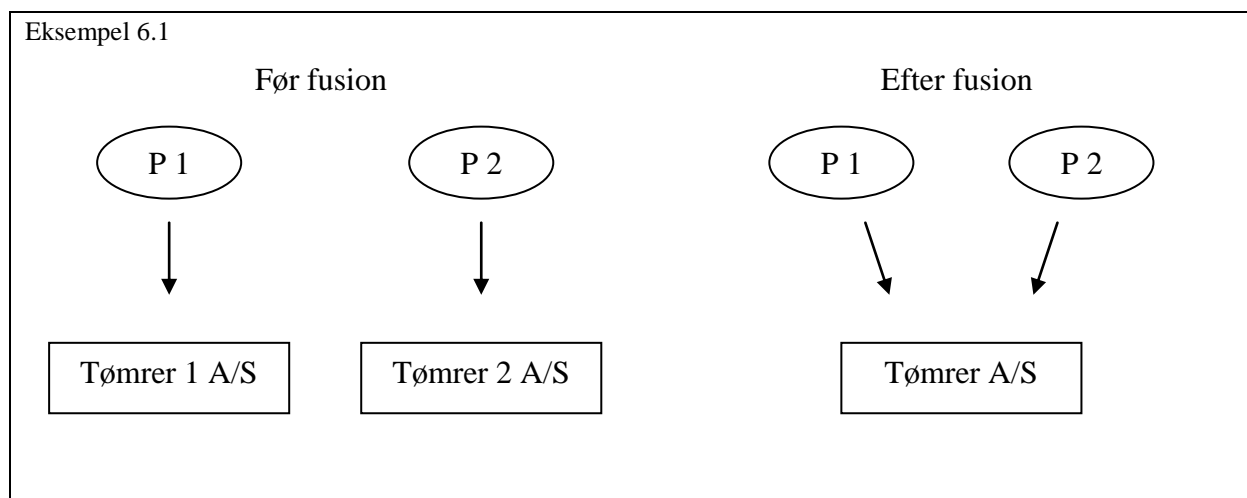 Eksempel 6.1
Før fusion Efter fusion
P 1 P 2 P 1 P 2
Tømrer 1 A/S Tømrer 2 A/S Tømrer A/S